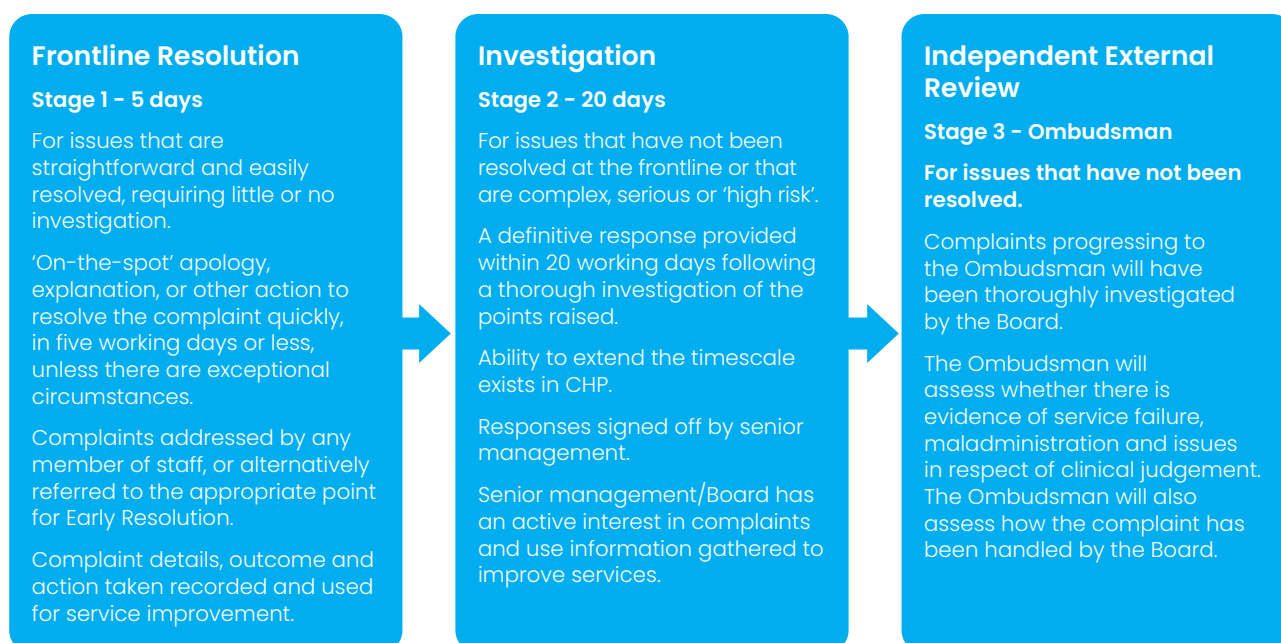 Frontline Resolution
Stage 1 - 5 days
For issues that are
straightforward and easily
resolved, requiring little or no
investigation.
‘On-the-spot’ apology,
explanation, or other action to
resolve the complaint quickly,
in five working days or less,
unless there are exceptional
circumstances.
Complaints addressed by any
member of staff, or alternatively
referred to the appropriate point
for Early Resolution.
Complaint details, outcome and
action taken recorded and used
for service improvement.
Investigation
Stage 2 - 20 days
For issues that have not been
resolved at the frontline or that
are complex, serious or ‘high risk’.
A definitive response provided
within 20 working days following
a thorough investigation of the
points raised.
Ability to extend the timescale
exists in CHP.
Responses signed off by senior
management.
Senior management/Board has
an active interest in complaints
and use information gathered to
improve services.
Independent External
Review
Stage 3 - Ombudsman
For issues that have not been
resolved.
Complaints progressing to
the Ombudsman will have
been thoroughly investigated
by the Board.
The Ombudsman will
assess whether there is
evidence of service failure,
maladministration and issues
in respect of clinical judgement.
The Ombudsman will also
assess how the complaint has
been handled by the Board.